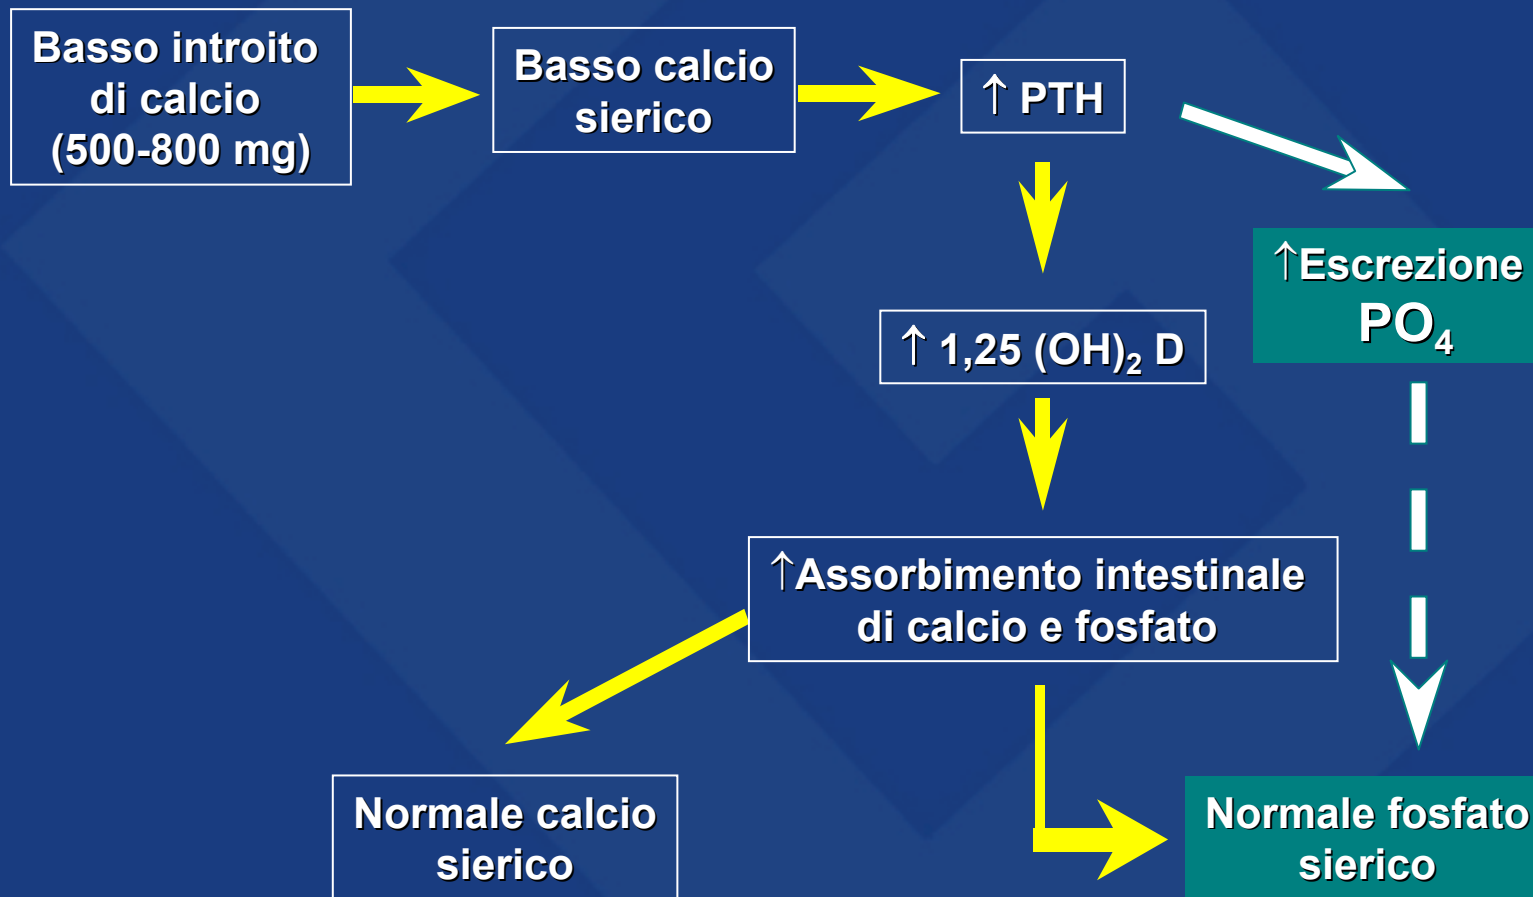 Basso introito
di calcio
(500-800 mg)
Basso calcio
sierico
↑ PTH
↑Escrezione
PO₄
↑ 1,25 (OH)₂ D
↑Assorbimento intestinale
di calcio e fosfato
Normale calcio
sierico
Normale fosfato
sierico